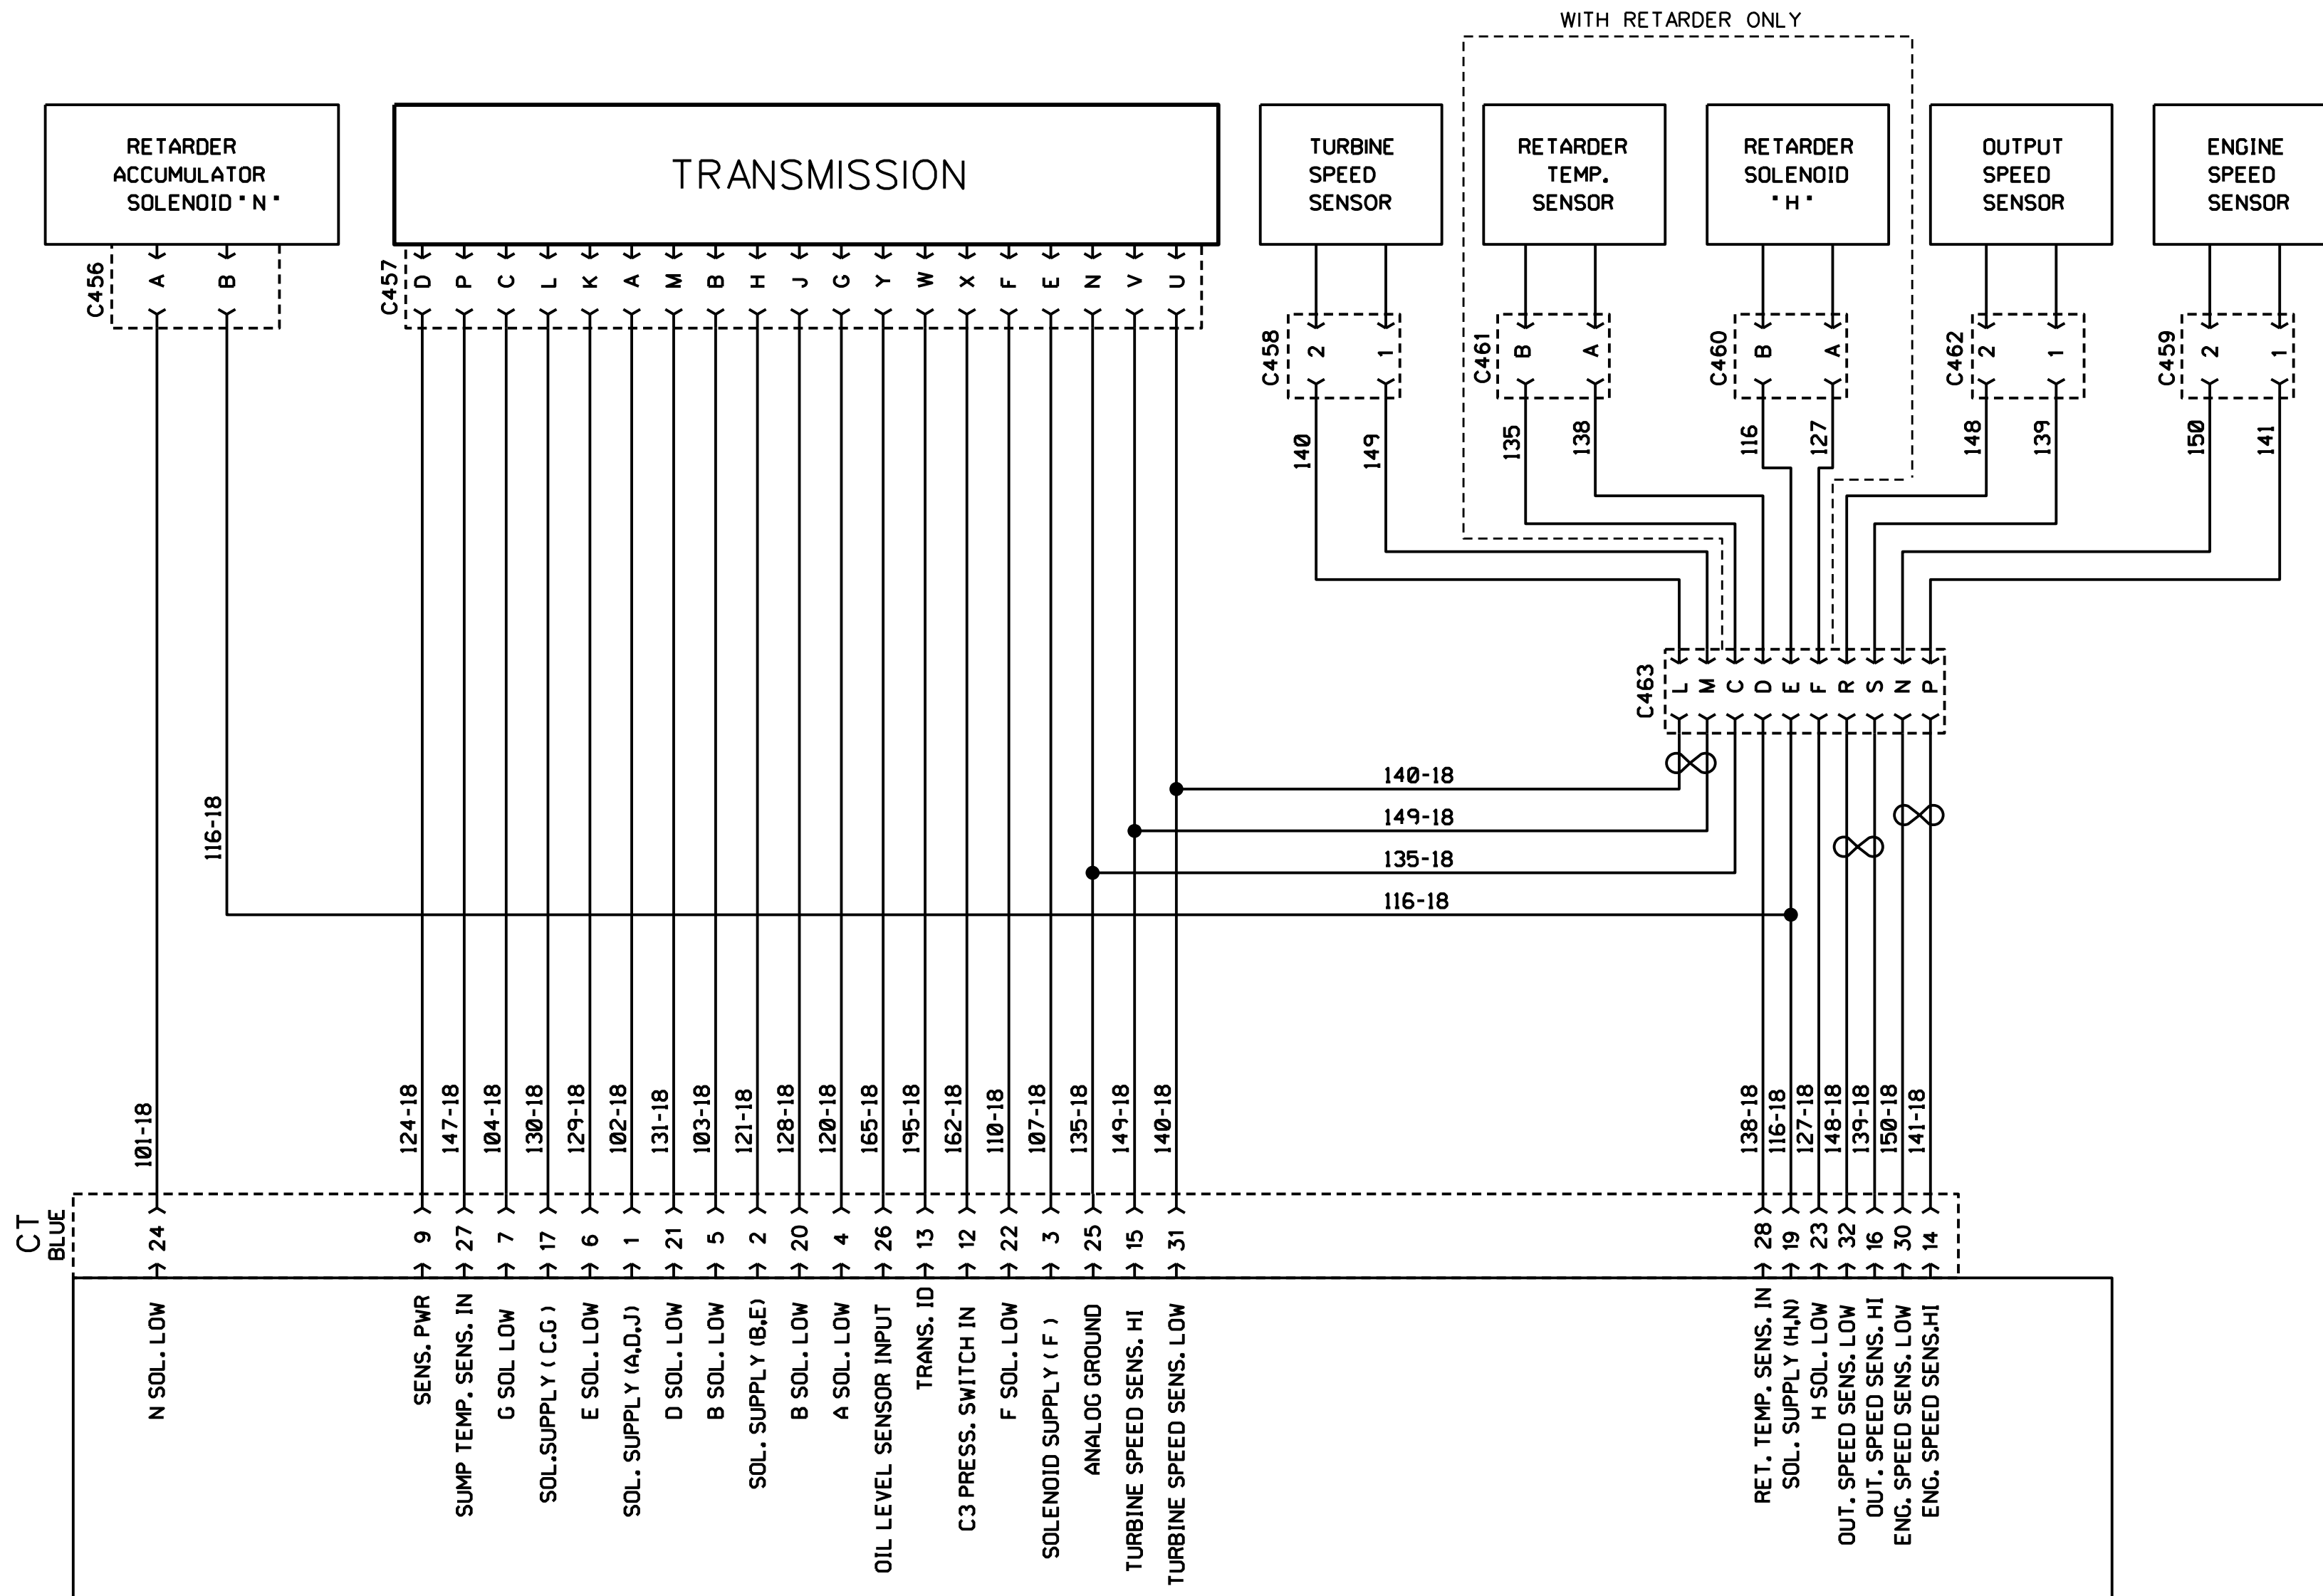 WITH RETARDER ONLY
RETARDER
ACCUMULATOR
SOLENOID "N"
TRANSMISSION
TURBINE
SPEED
SENSOR
RETARDER
TEMP.
SENSOR
RETARDER
SOLENOID
"H"
OUTPUT
SPEED
SENSOR
ENGINE
SPEED
SENSOR
C456
A
B
C457
D
P
C
L
K
A
M
B
H
J
G
Y
W
X
F
E
N
V
U
C458
2
1
C461
B
A
C460
B
A
C462
2
1
C459
2
1
140
149
135
138
116
127
148
139
150
141
C463
L
M
C
D
E
F
R
S
N
P
140-18
149-18
135-18
116-18
116-18
101-18
124-18
147-18
104-18
130-18
129-18
102-18
131-18
103-18
121-18
128-18
120-18
165-18
195-18
162-18
110-18
107-18
135-18
149-18
140-18
138-18
116-18
127-18
148-18
139-18
150-18
141-18
CT
BLUE
24
9
27
7
17
6
1
21
5
2
20
4
26
13
12
22
3
25
15
31
28
19
23
32
16
30
14
N SOL. LOW
SENS. PWR
SUMP TEMP. SENS. IN
G SOL LOW
SOL.SUPPLY ( C,G )
E SOL. LOW
SOL. SUPPLY (A,D,J)
D SOL. LOW
B SOL. LOW
SOL. SUPPLY (B,E)
B SOL. LOW
A SOL. LOW
OIL LEVEL SENSOR INPUT
TRANS. ID
C3 PRESS. SWITCH IN
F SOL. LOW
SOLENOID SUPPLY ( F )
ANALOG GROUND
TURBINE SPEED SENS. HI
TURBINE SPEED SENS. LOW
RET. TEMP. SENS. IN
SOL. SUPPLY (H,N)
H SOL. LOW
OUT. SPEED SENS. LOW
OUT. SPEED SENS. HI
ENG. SPEED SENS. LOW
ENG. SPEED SENS.HI